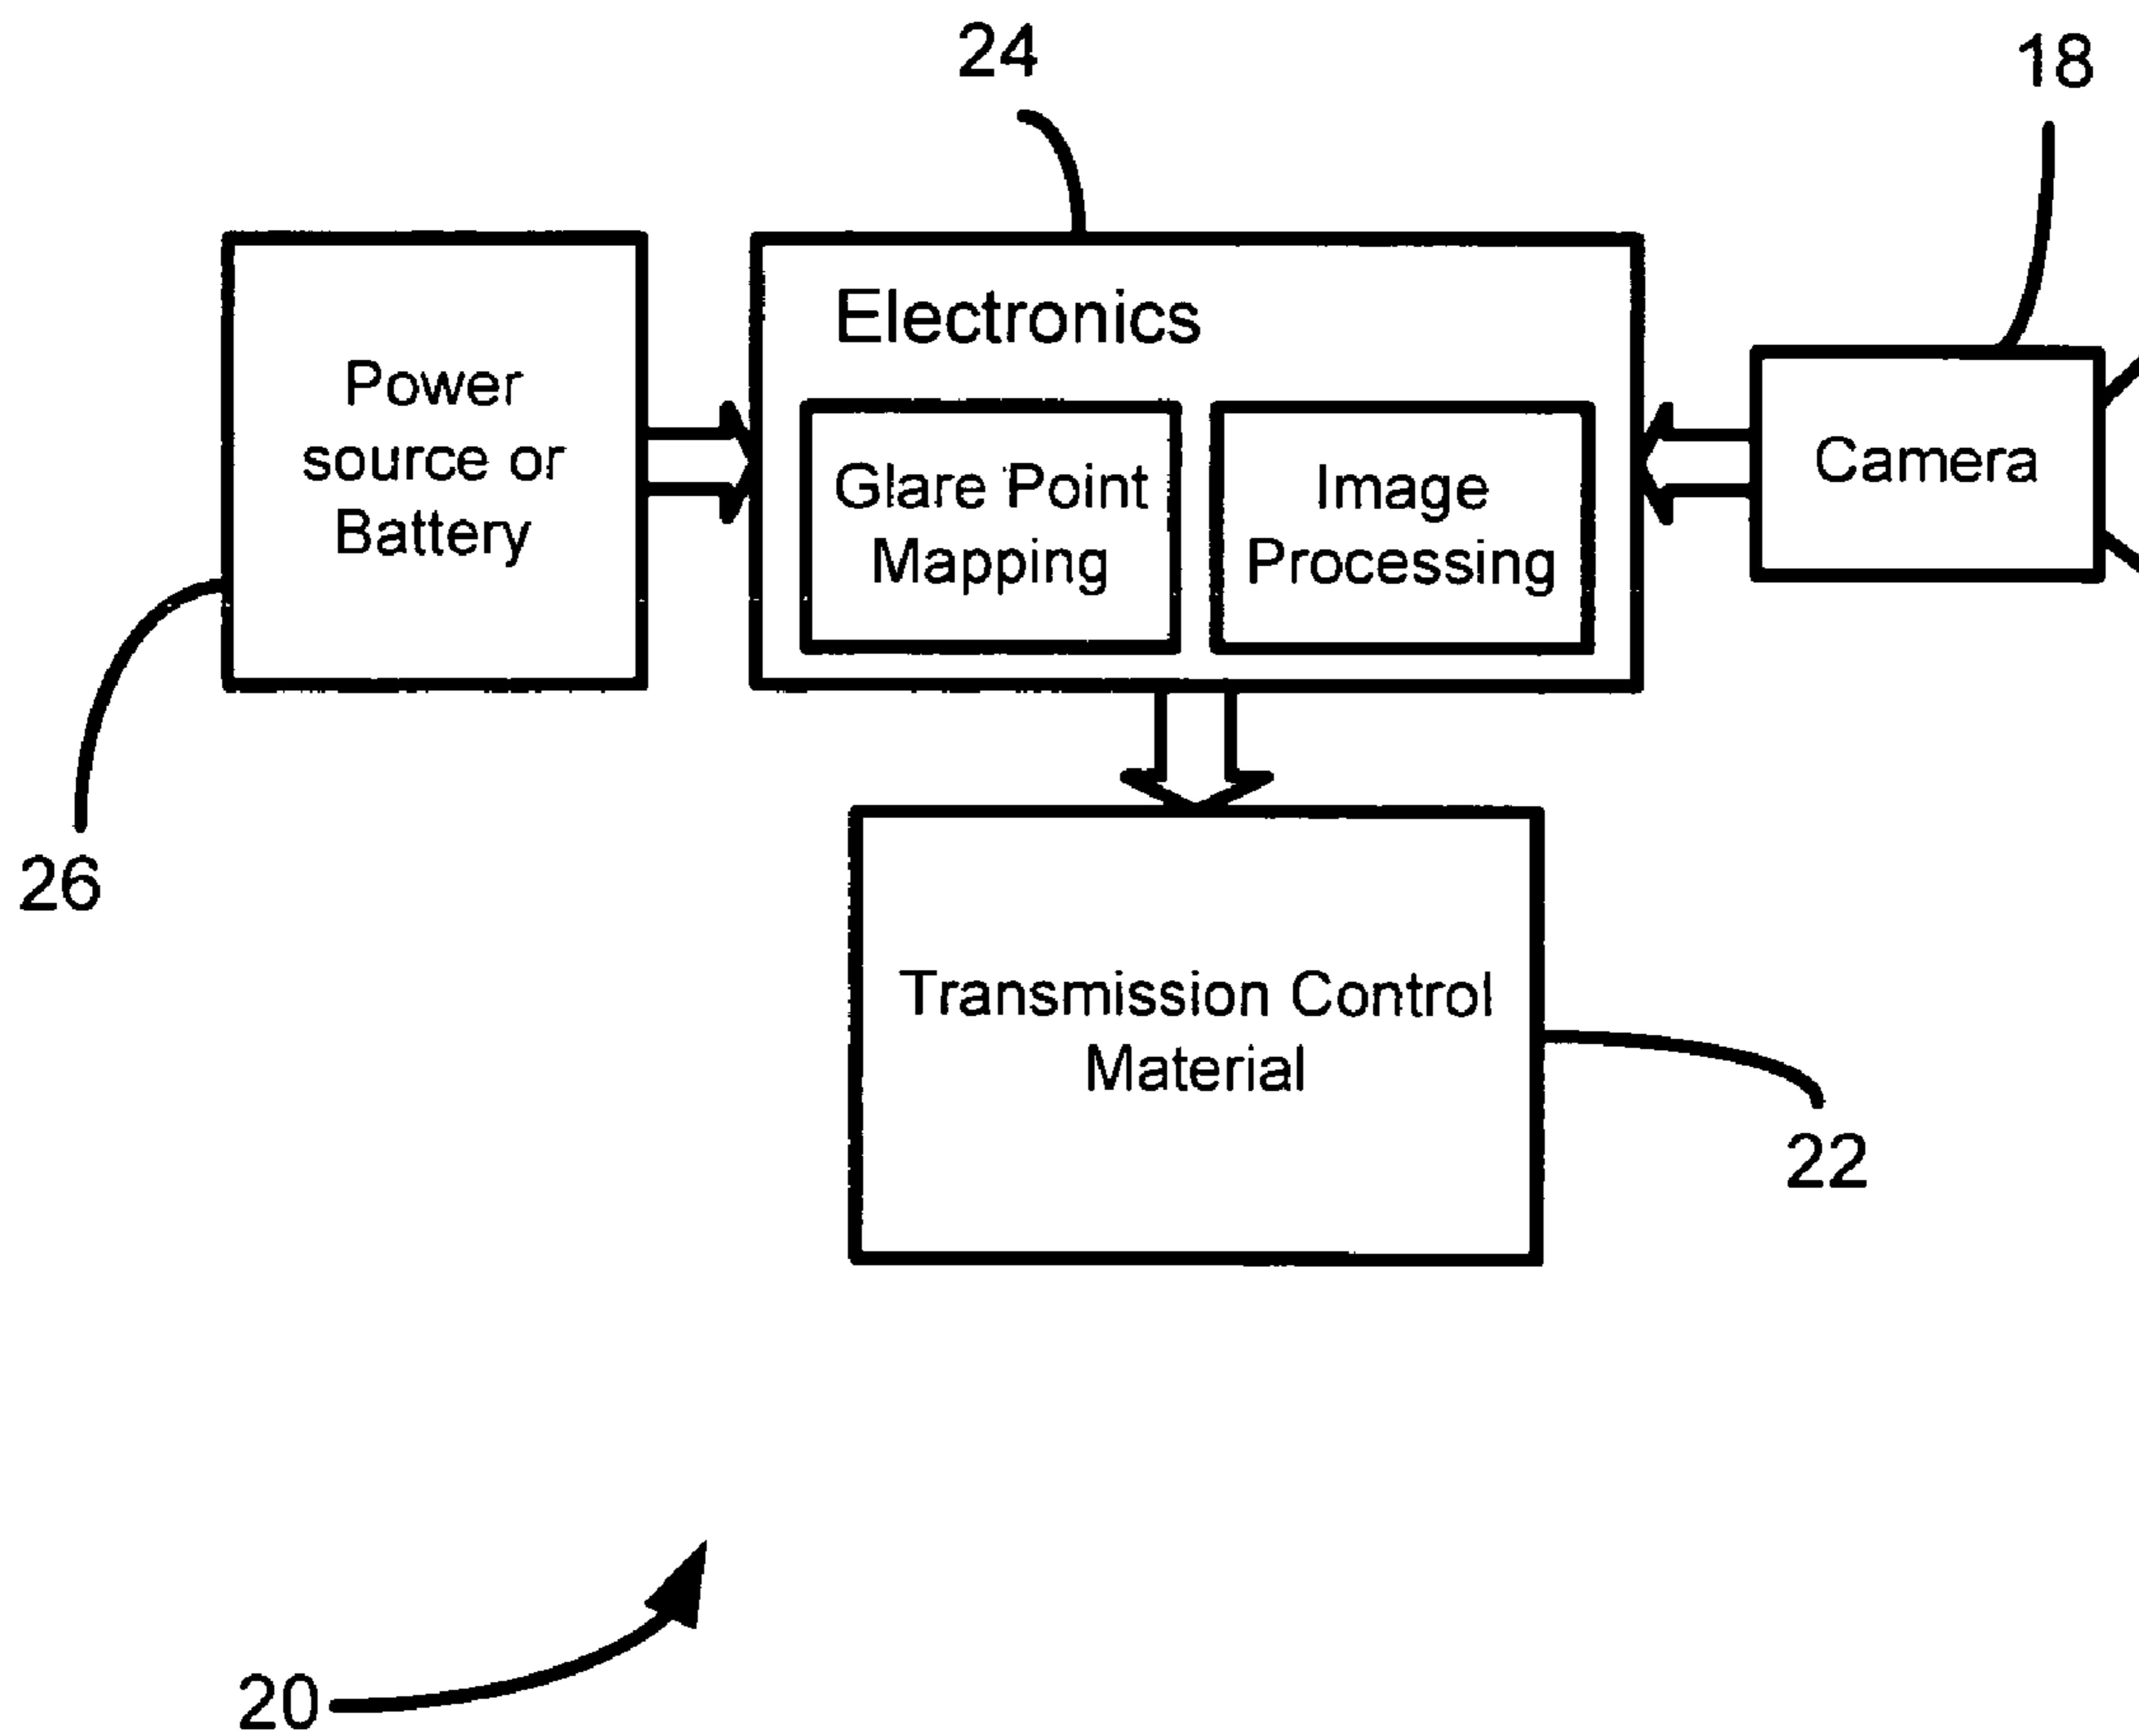 24
18
Electronics
Power
source or
Battery
Glare Point
Mapping
Image
Processing
Camera
26
Transmission Control
Material
22
20